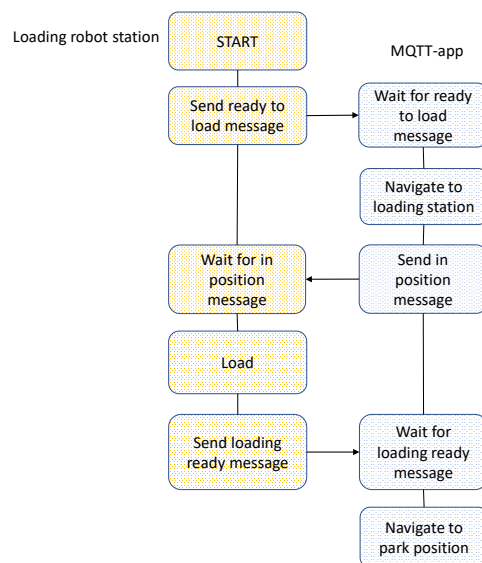 Loading robot station
START
MQTT-app
Send ready to
load message
Wait for ready
to load
message
Navigate to
loading station
Wait for in
position
message
Send in
position
message
Load
Send loading
ready message
Wait for
loading ready
message
Navigate to
park position